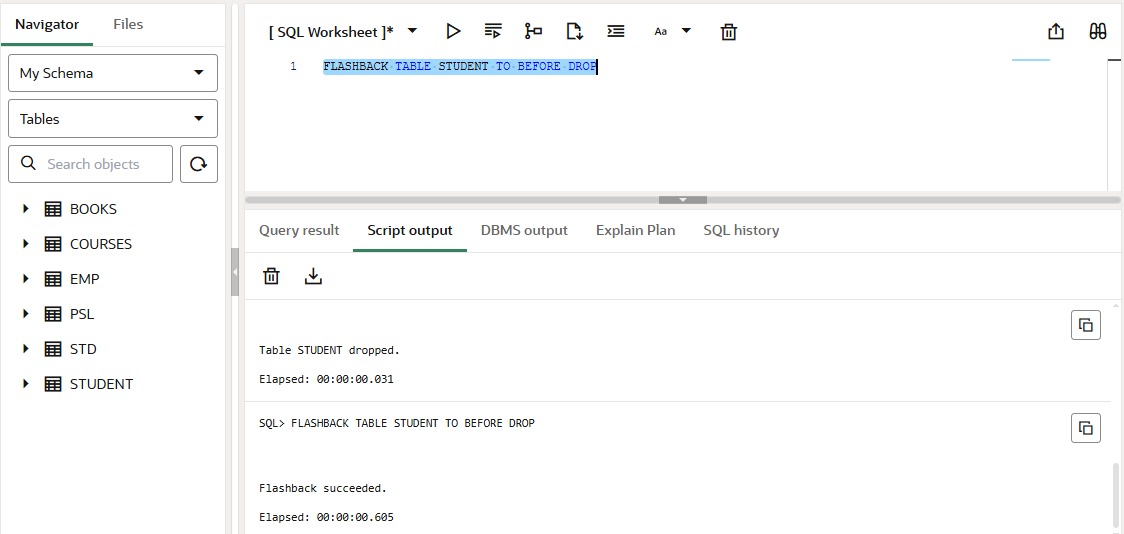 Navigator Files
My Schema
Tables
Search objects
BOOKS
COURSES
EMP
PSL
STD
STUDENT
[ SQL Worksheet ]*
Aa
1 FLASHBACK TABLE STUDENT TO BEFORE DROP
Query result Script output DBMS output Explain Plan SQL history
Table STUDENT dropped.
Elapsed: 00:00:00.031
SQL> FLASHBACK TABLE STUDENT TO BEFORE DROP
Flashback succeeded.
Elapsed: 00:00:00.605